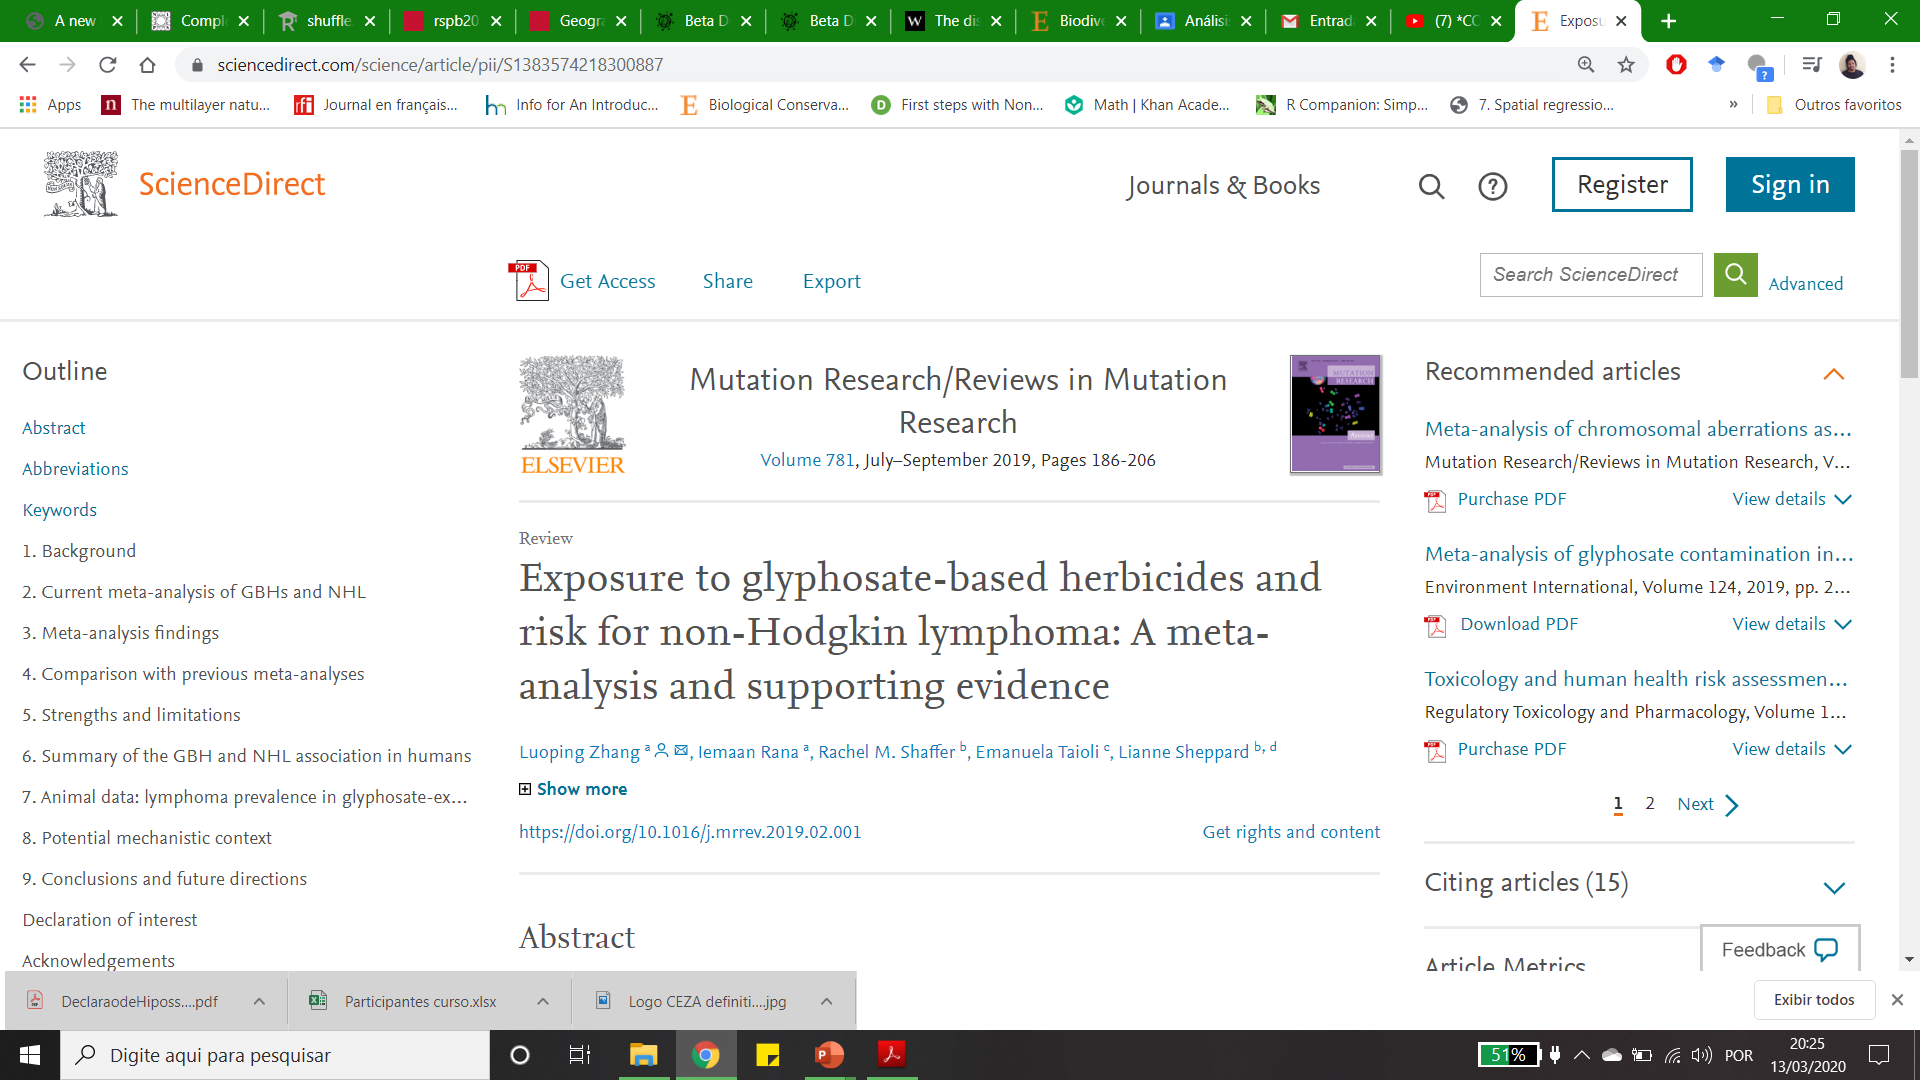 A new
Compl
shuffle
rspb20
Geogra
Beta D
Beta D
The dis
Biodive
Análisi
Entrada
(7) *CC
Exposu
sciencedirect.com/science/article/pii/S1383574218300887
Apps
The multilayer natu...
Journal en français...
Info for An Introduc...
Biological Conserva...
First steps with Non...
Math | Khan Acade...
R Companion: Simp...
7. Spatial regressio...
»
Outros favoritos
ScienceDirect
Journals & Books
Register
Sign in
PDF
Get Access
Share
Export
Search ScienceDirect
Advanced
Outline
Abstract
Abbreviations
Keywords
1. Background
2. Current meta-analysis of GBHs and NHL
3. Meta-analysis findings
4. Comparison with previous meta-analyses
5. Strengths and limitations
6. Summary of the GBH and NHL association in humans
7. Animal data: lymphoma prevalence in glyphosate-ex...
8. Potential mechanistic context
9. Conclusions and future directions
Declaration of interest
Acknowledgements
ELSEVIER
Mutation Research/Reviews in Mutation
Research
Volume 781, July–September 2019, Pages 186-206
MUTATION
RESEARCH
Reviews
Review
Exposure to glyphosate-based herbicides and
risk for non-Hodgkin lymphoma: A meta-
analysis and supporting evidence
Luoping Zhang a, Iemaan Rana a, Rachel M. Shaffer b, Emanuela Taioli c, Lianne Sheppard b, d
Show more
https://doi.org/10.1016/j.mrrev.2019.02.001
Get rights and content
Abstract
Recommended articles
Meta-analysis of chromosomal aberrations as...
Mutation Research/Reviews in Mutation Research, V...
Purchase PDF
View details
Meta-analysis of glyphosate contamination in...
Environment International, Volume 124, 2019, pp. 2...
Download PDF
View details
Toxicology and human health risk assessmen...
Regulatory Toxicology and Pharmacology, Volume 1...
Purchase PDF
View details
1 2 Next
Citing articles (15)
Article Metrics
Feedback
DeclaraodeHiposs....pdf
Participantes curso.xlsx
Logo CEZA definiti....jpg
Exibir todos
Digite aqui para pesquisar
51%
POR
20:25
13/03/2020